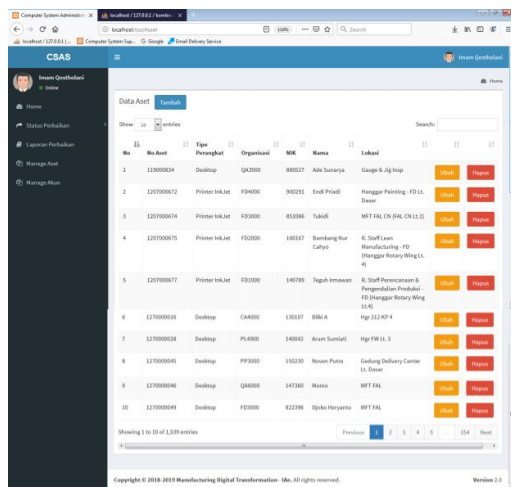 Computer System Administrasi
localhost / 127.0.0.1 /
localhost/css/Asset
110%
Search
localhost / 127.0.0.1 | ...
Computer System Sup...
Google
Email Delivery Service
CSAS
Imam Qostholani
Imam Qostholani
Online
Home
Home
Status Perbaikan
Laporan Perbaikan
Manage Aset
Manage Akun
Data Aset
Tambah
Show 10 entries
Search:
No No Aset Tipe Perangkat Organisasi NIK Nama Lokasi
1 119000834 Desktop QA3000 880527 Ade Sunarya Gauge & Jig Insp Ubah Hapus
2 1207000672 Printer InkJet FD4000 900291 Endi Priadi Hanggar Painting - FD Lt. Dasar Ubah Hapus
3 1207000674 Printer InkJet FD3000 853086 Tukidi MFT FAL CN (FAL CN Lt.1) Ubah Hapus
4 1207000675 Printer InkJet FD2000 160167 Bambang Nur Cahyo R. Staff Lean Manufacturing - FD (Hanggar Rotary Wing Lt. 4) Ubah Hapus
5 1207000677 Printer InkJet FD1000 140789 Teguh Irmawan R. Staff Perencanaan & Pengendalian Produksi - FD (Hanggar Rotary Wing Lt.4) Ubah Hapus
6 1270000016 Desktop CA4000 130107 Bilki A Hgr 212 KP 4 Ubah Hapus
7 1270000028 Desktop PL4000 140042 Arum Sumiati Hgr FW Lt. 3 Ubah Hapus
8 1270000045 Desktop PP3000 150230 Novan Putra Gedung Delivery Center Lt. Dasar Ubah Hapus
9 1270000046 Desktop QA6000 147360 Momo MFT FAL Ubah Hapus
10 1270000049 Desktop FD3000 822396 Djoko Heryanto MFT FAL Ubah Hapus
Showing 1 to 10 of 1,539 entries
Previous 1 2 3 4 5 ... 154 Next
Copyright © 2018-2019 Manufacturing Digital Transformation - IAe. All rights reserved.
Version 2.0